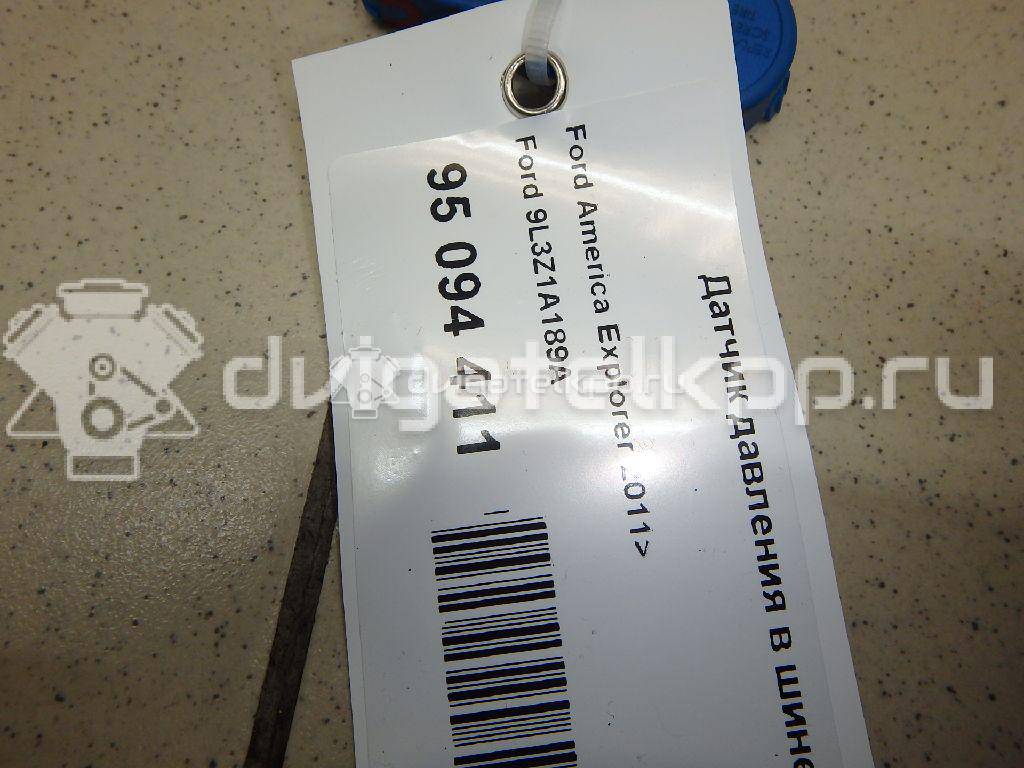 Датчик давления в шине
Ford America Explorer 2011>
Ford 9L3Z1A189A
95 094 411
dvigatelkop.ru